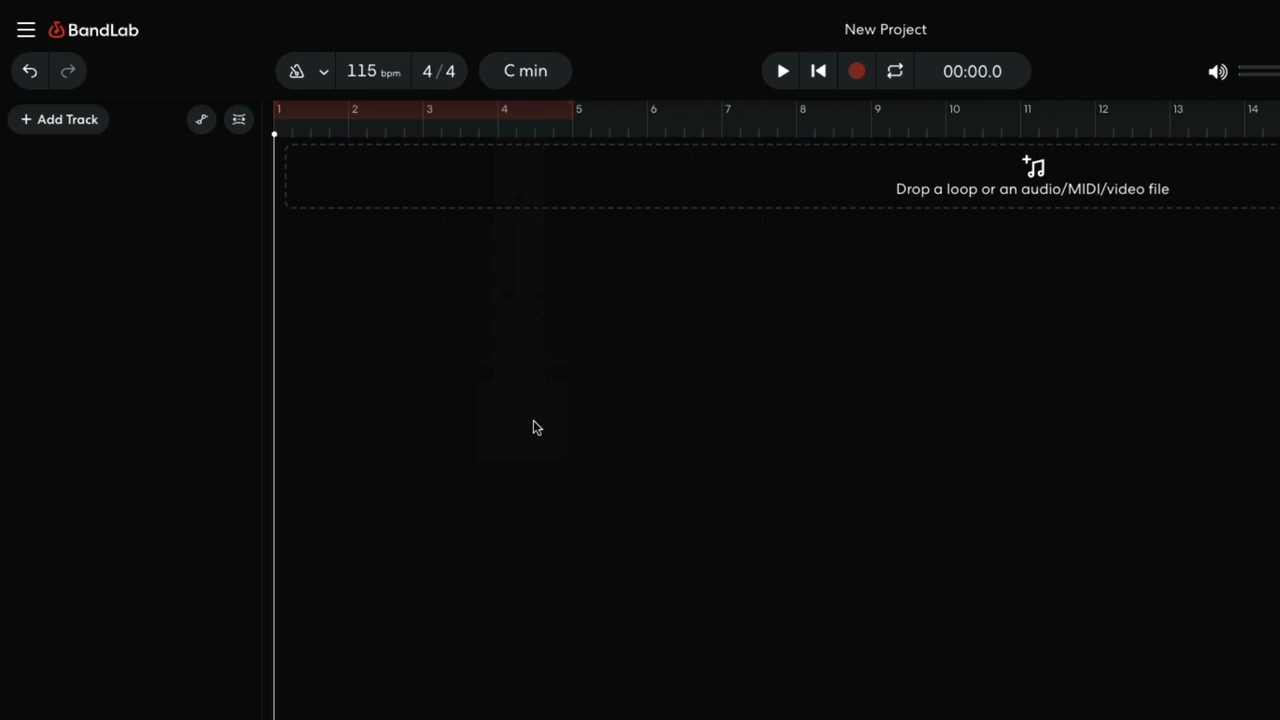 BandLab
New Project
115 bpm
4/4
C min
00:00.0
+ Add Track
1 2 3 4 5 6 7 8 9 10 11 12 13 14
Drop a loop or an audio/MIDI/video file